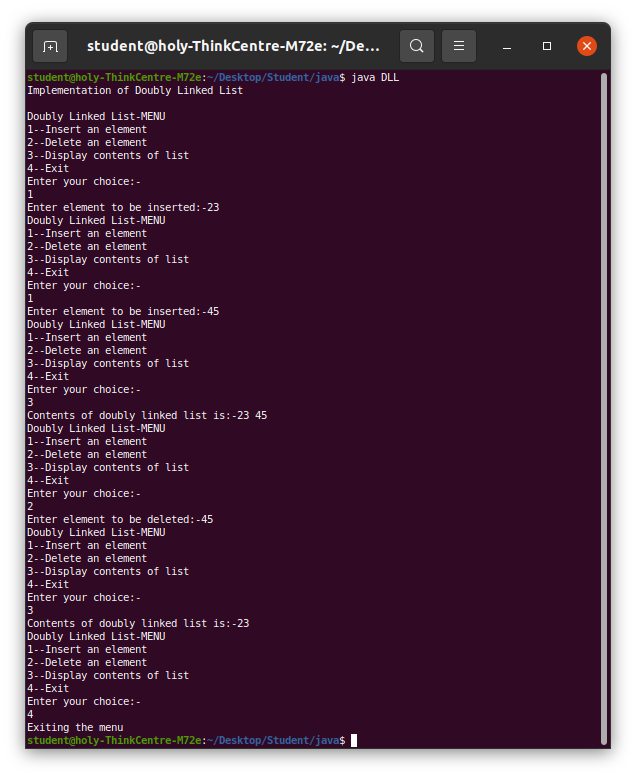 student@holy-ThinkCentre-M72e: ~/De...
student@holy-ThinkCentre-M72e:~/Desktop/Student/java$ java DLL
Implementation of Doubly Linked List

Doubly Linked List-MENU
1--Insert an element
2--Delete an element
3--Display contents of list
4--Exit
Enter your choice:-
1
Enter element to be inserted:-23
Doubly Linked List-MENU
1--Insert an element
2--Delete an element
3--Display contents of list
4--Exit
Enter your choice:-
1
Enter element to be inserted:-45
Doubly Linked List-MENU
1--Insert an element
2--Delete an element
3--Display contents of list
4--Exit
Enter your choice:-
3
Contents of doubly linked list is:-23 45
Doubly Linked List-MENU
1--Insert an element
2--Delete an element
3--Display contents of list
4--Exit
Enter your choice:-
2
Enter element to be deleted:-45
Doubly Linked List-MENU
1--Insert an element
2--Delete an element
3--Display contents of list
4--Exit
Enter your choice:-
3
Contents of doubly linked list is:-23
Doubly Linked List-MENU
1--Insert an element
2--Delete an element
3--Display contents of list
4--Exit
Enter your choice:-
4
Exiting the menu
student@holy-ThinkCentre-M72e:~/Desktop/Student/java$